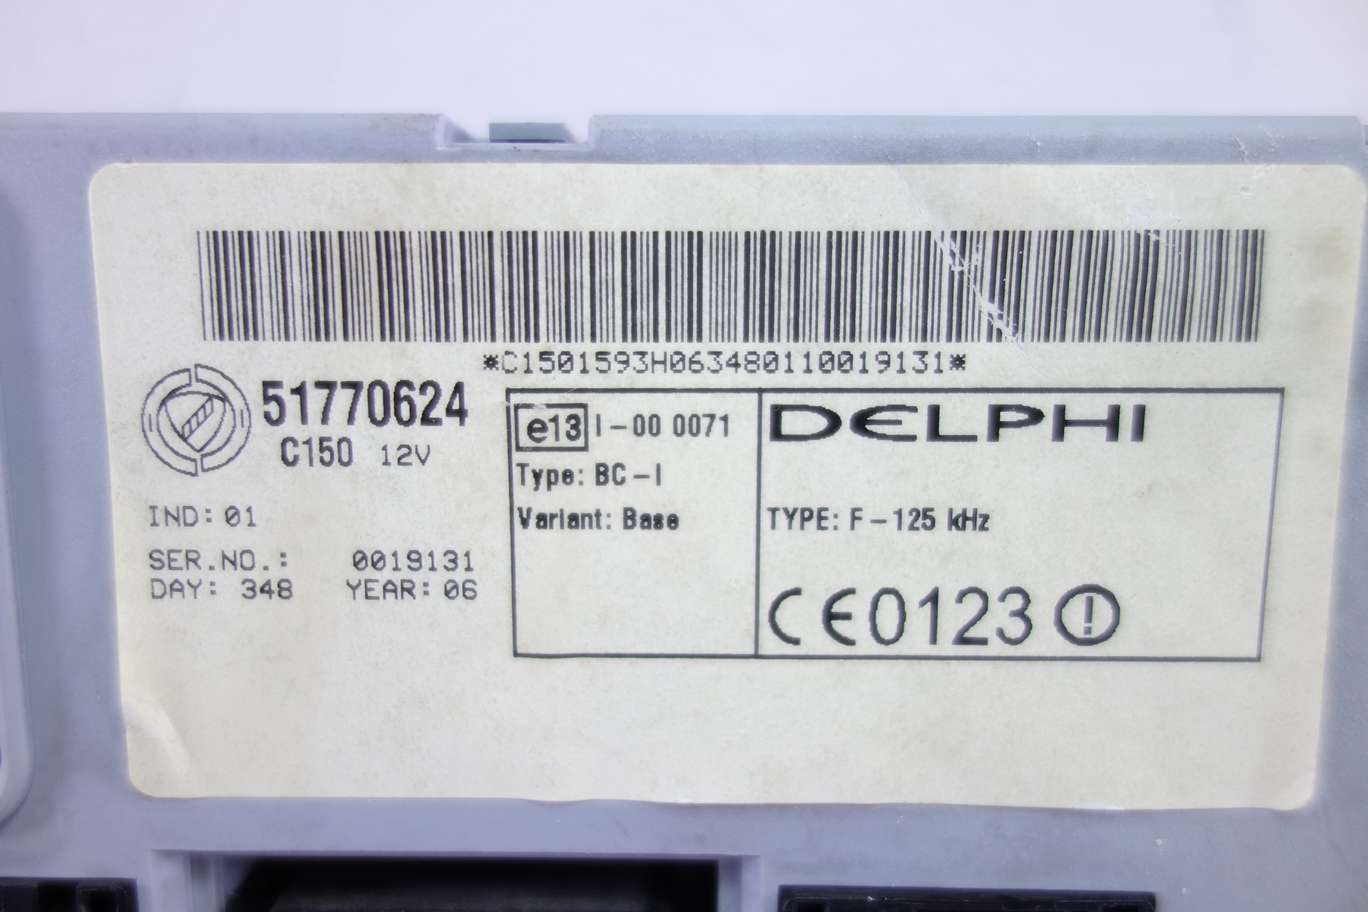 *C1501593H063480110019131*
51770624
C150 12V
IND: 01
SER.NO.: 0019131
DAY: 348 YEAR: 06
e13 I-00 0071
Type: BC-I
Variant: Base
DELPHI
TYPE: F-125 kHz
CE0123